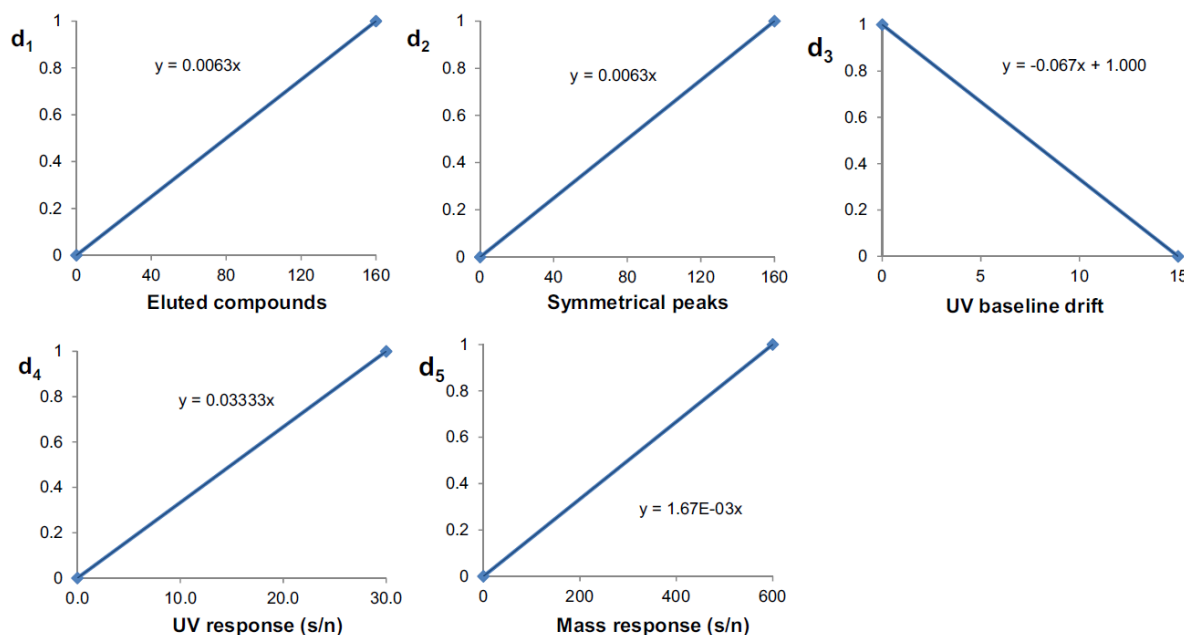 d1
1
0.8
0.6
0.4
0.2
0
y = 0.0063x
0 40 80 120 160
Eluted compounds
d2
1
0.8
0.6
0.4
0.2
0
y = 0.0063x
0 40 80 120 160
Symmetrical peaks
d3
1
0.8
0.6
0.4
0.2
0
y = -0.067x + 1.000
0 5 10 15
UV baseline drift
d4
1
0.8
0.6
0.4
0.2
0
y = 0.03333x
0.0 10.0 20.0 30.0
UV response (s/n)
d5
1
0.8
0.6
0.4
0.2
0
y = 1.67E-03x
0 200 400 600
Mass response (s/n)